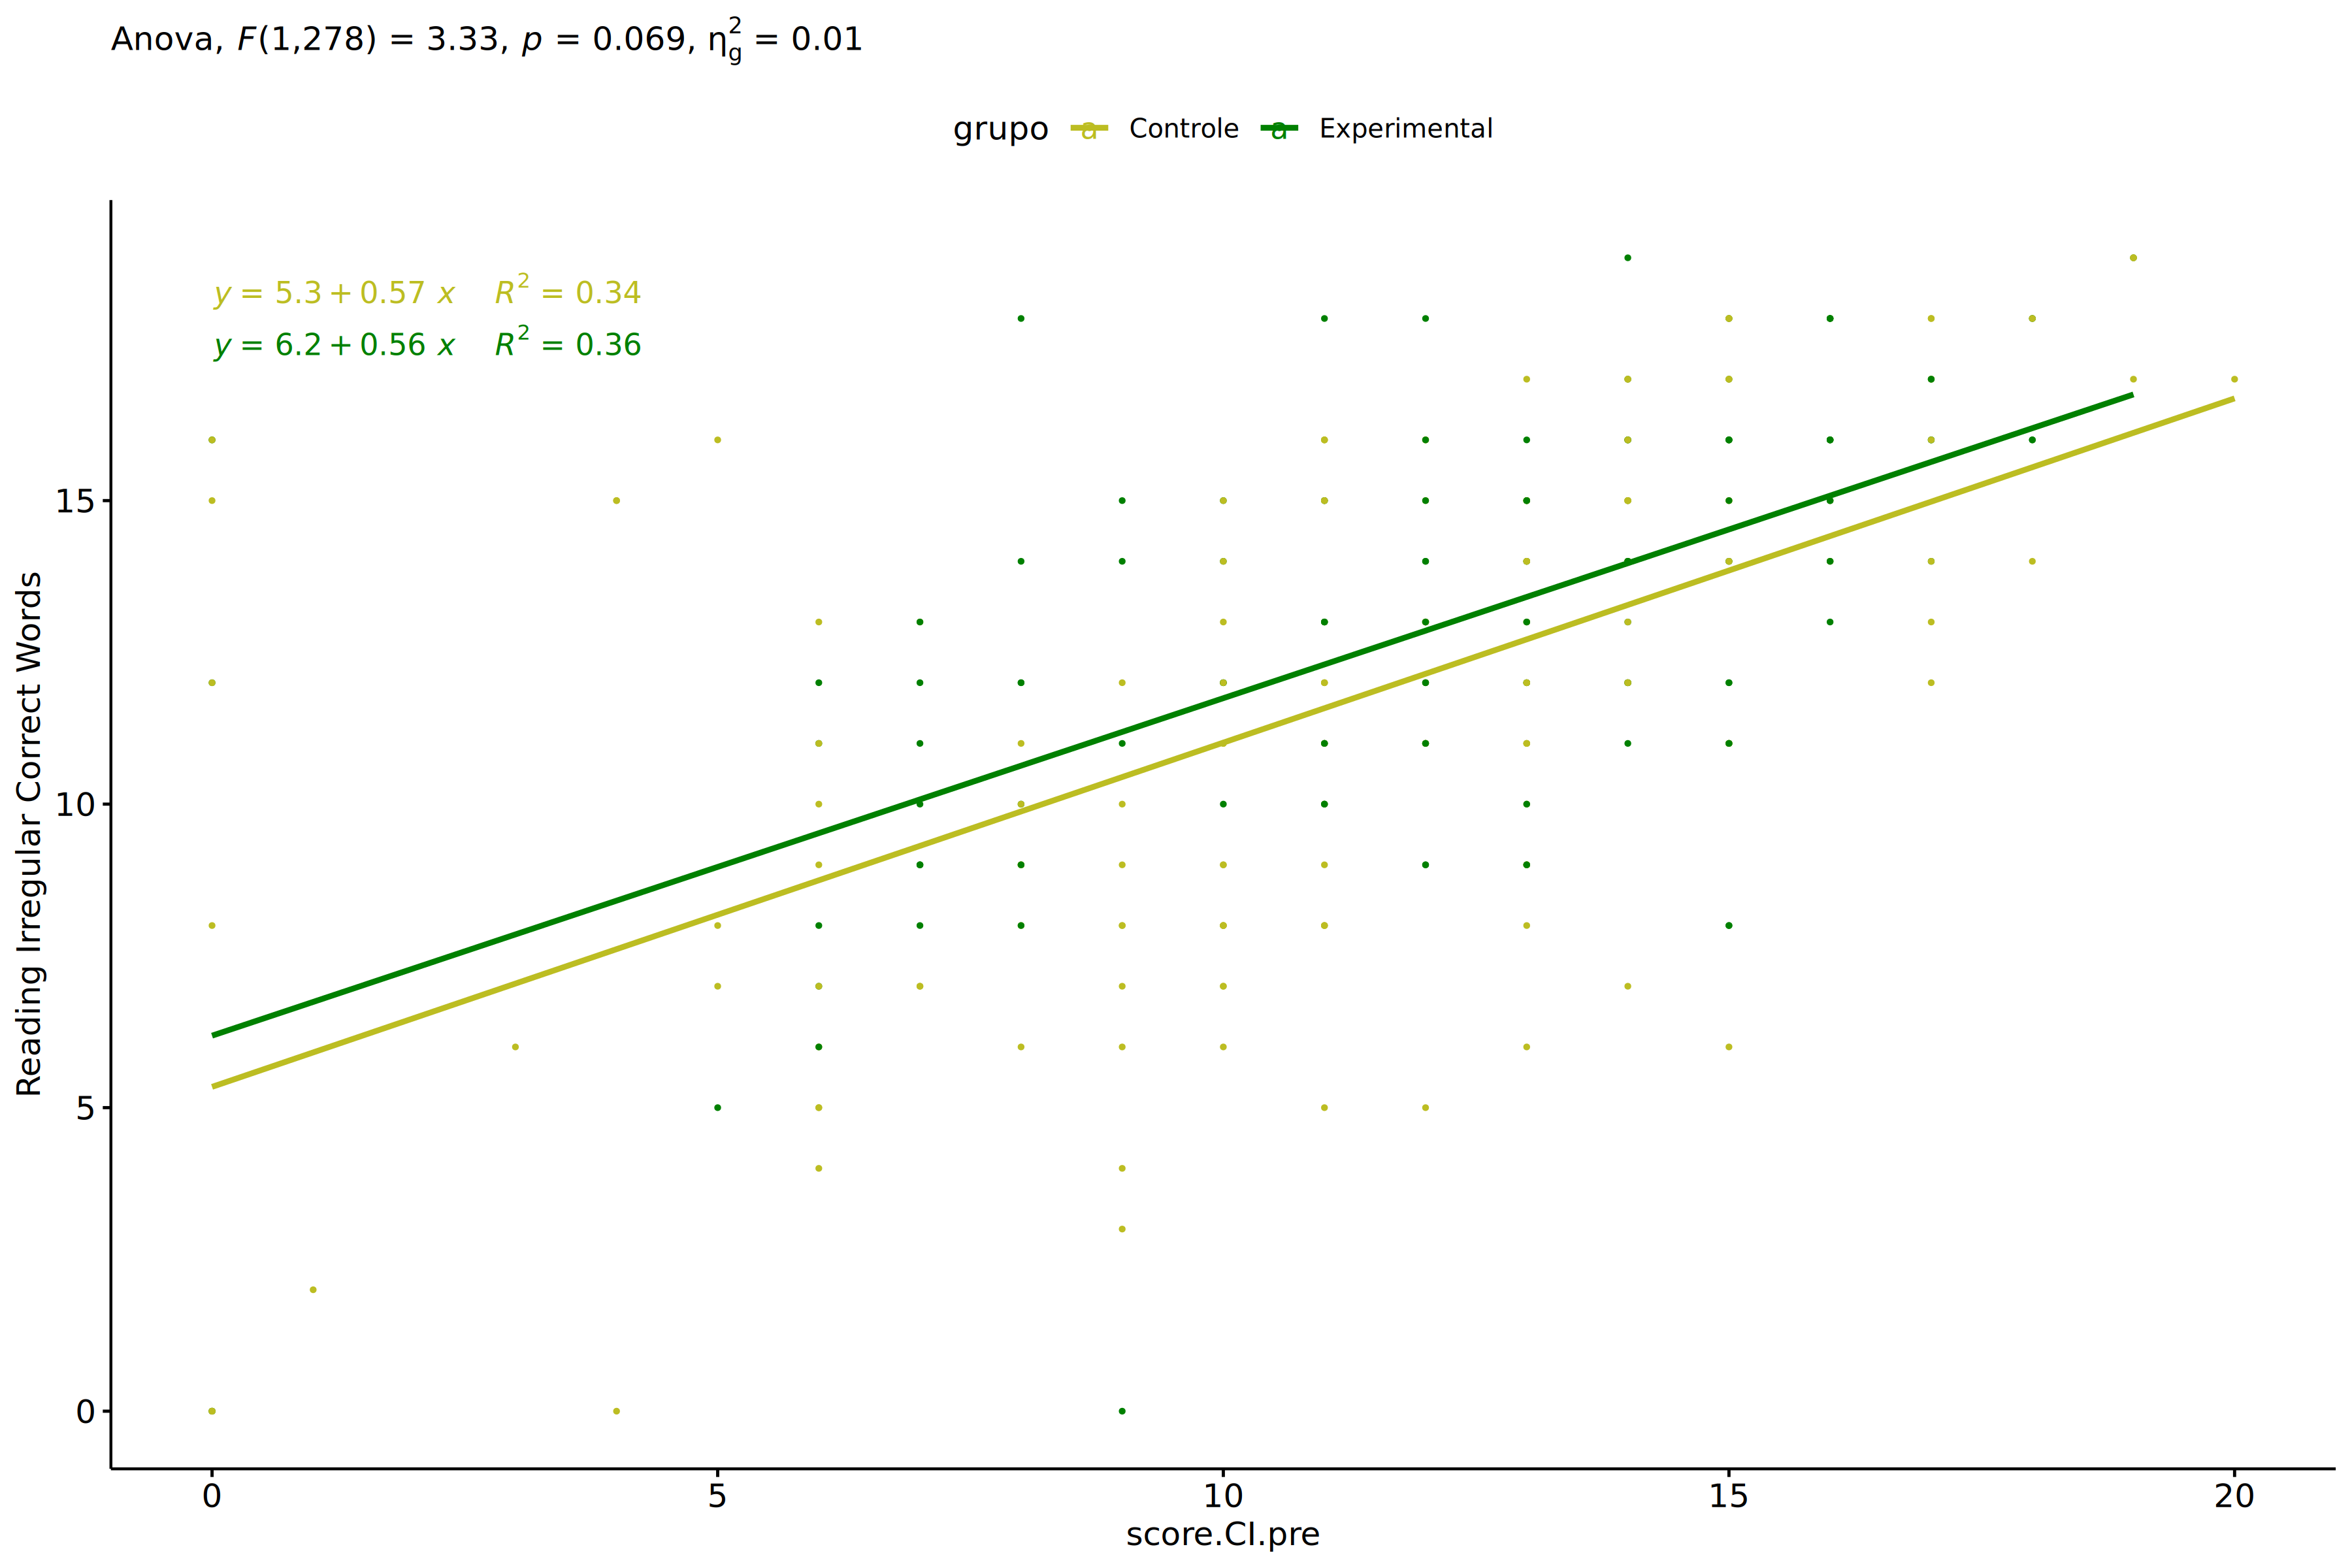 Anova, F(1,278) = 3.33, p = 0.069, η²g = 0.01
grupo a Controle a Experimental
y = 5.3 + 0.57 x R² = 0.34
y = 6.2 + 0.56 x R² = 0.36
Reading Irregular Correct Words
15
10
5
0
0 5 10 15 20
score.CI.pre